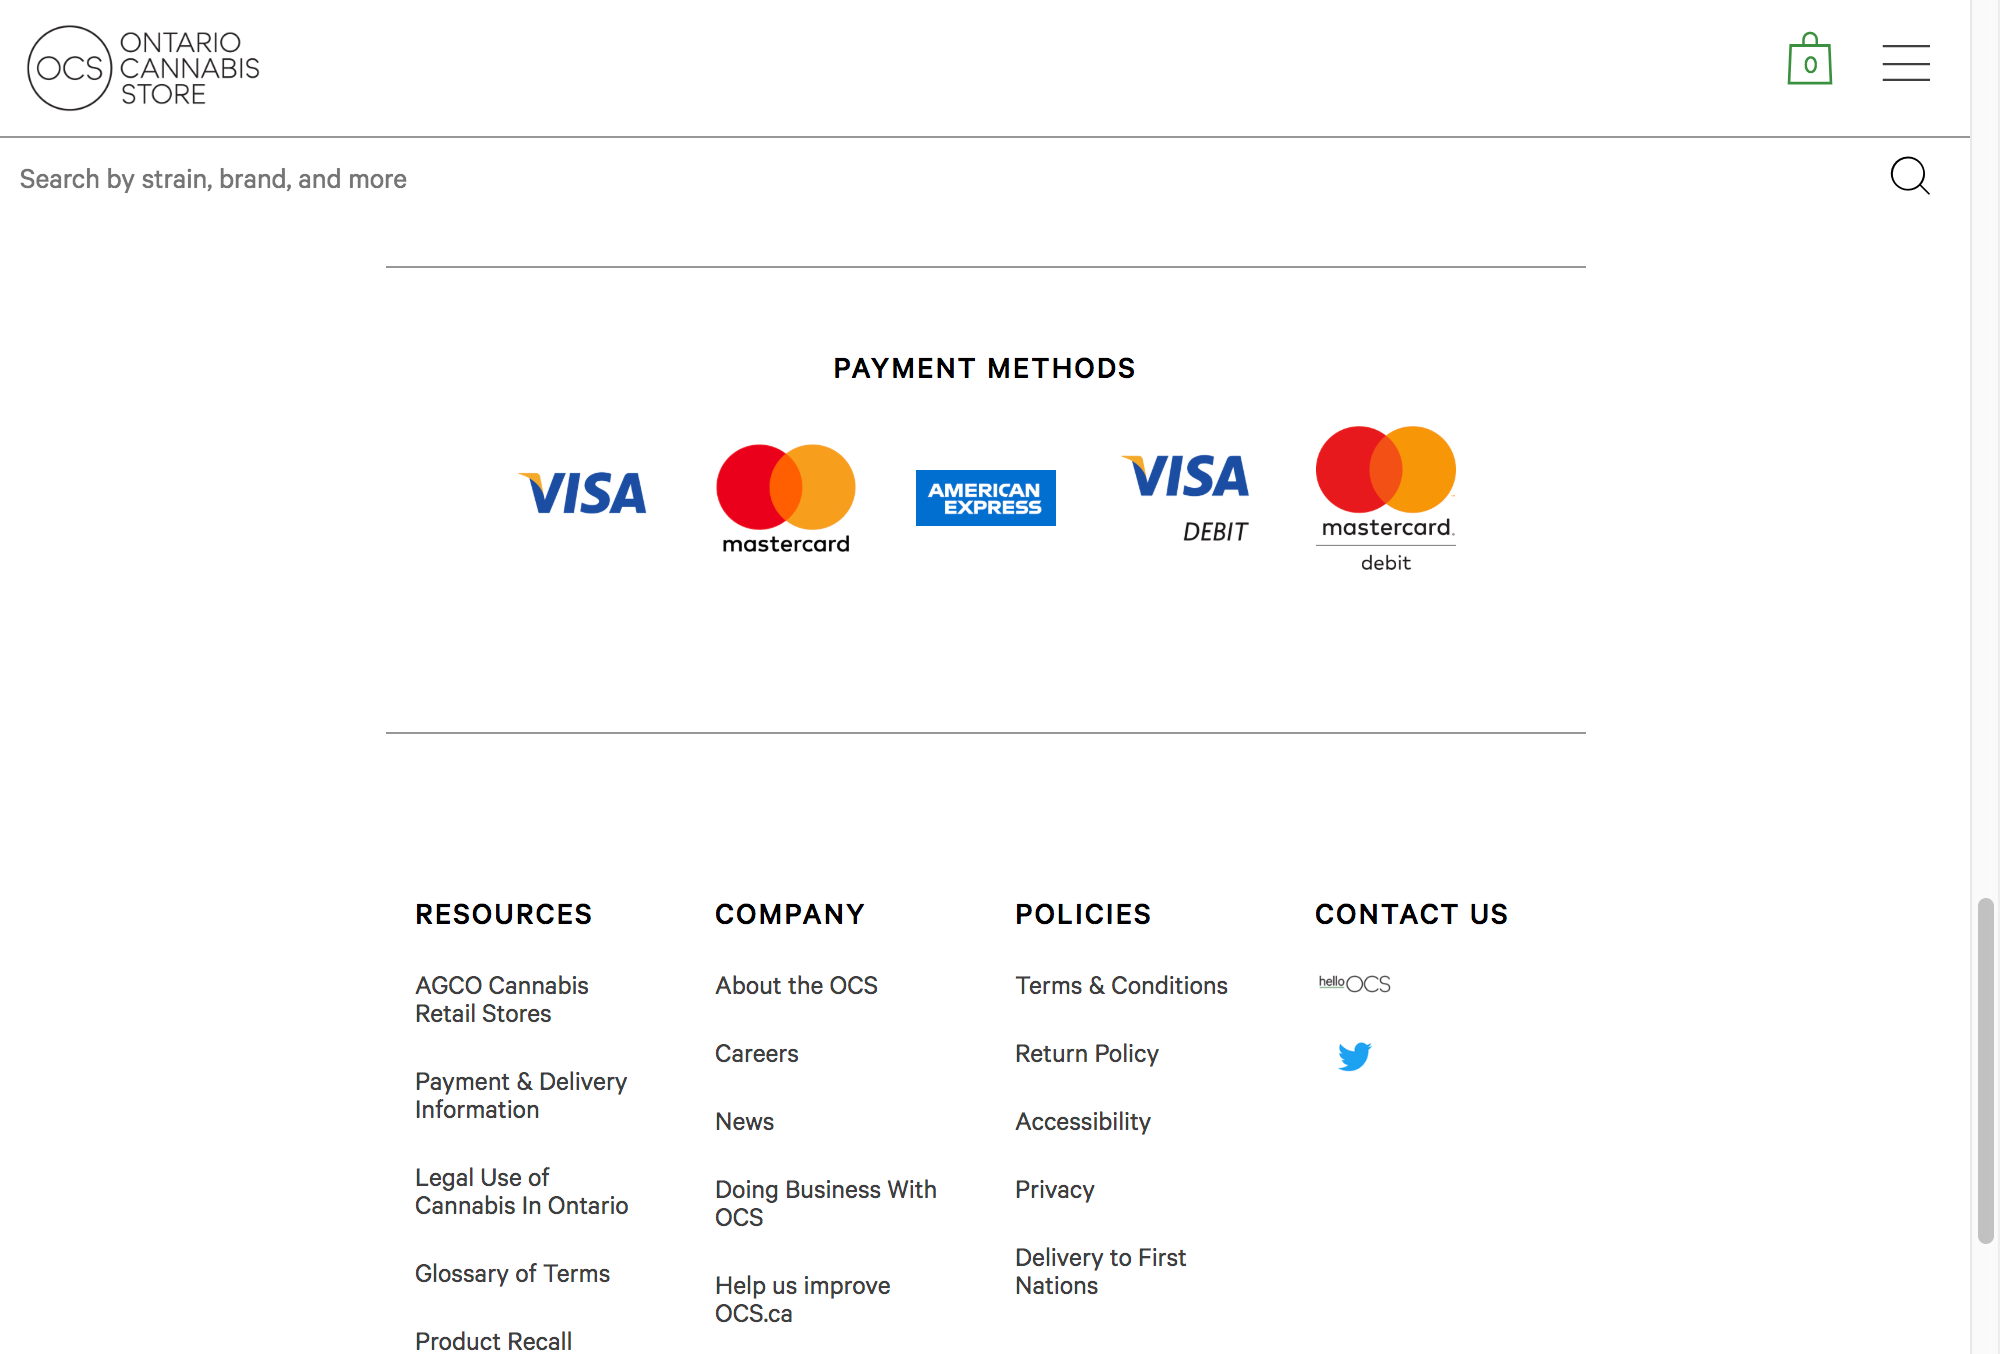 OCS
ONTARIO
CANNABIS
STORE
0
Search by strain, brand, and more
PAYMENT METHODS
VISA
mastercard
AMERICAN
EXPRESS
VISA
DEBIT
mastercard.
debit
RESOURCES
AGCO Cannabis
Retail Stores
Payment & Delivery
Information
Legal Use of
Cannabis In Ontario
Glossary of Terms
Product Recall
COMPANY
About the OCS
Careers
News
Doing Business With
OCS
Help us improve
OCS.ca
POLICIES
Terms & Conditions
Return Policy
Accessibility
Privacy
Delivery to First
Nations
CONTACT US
hello OCS